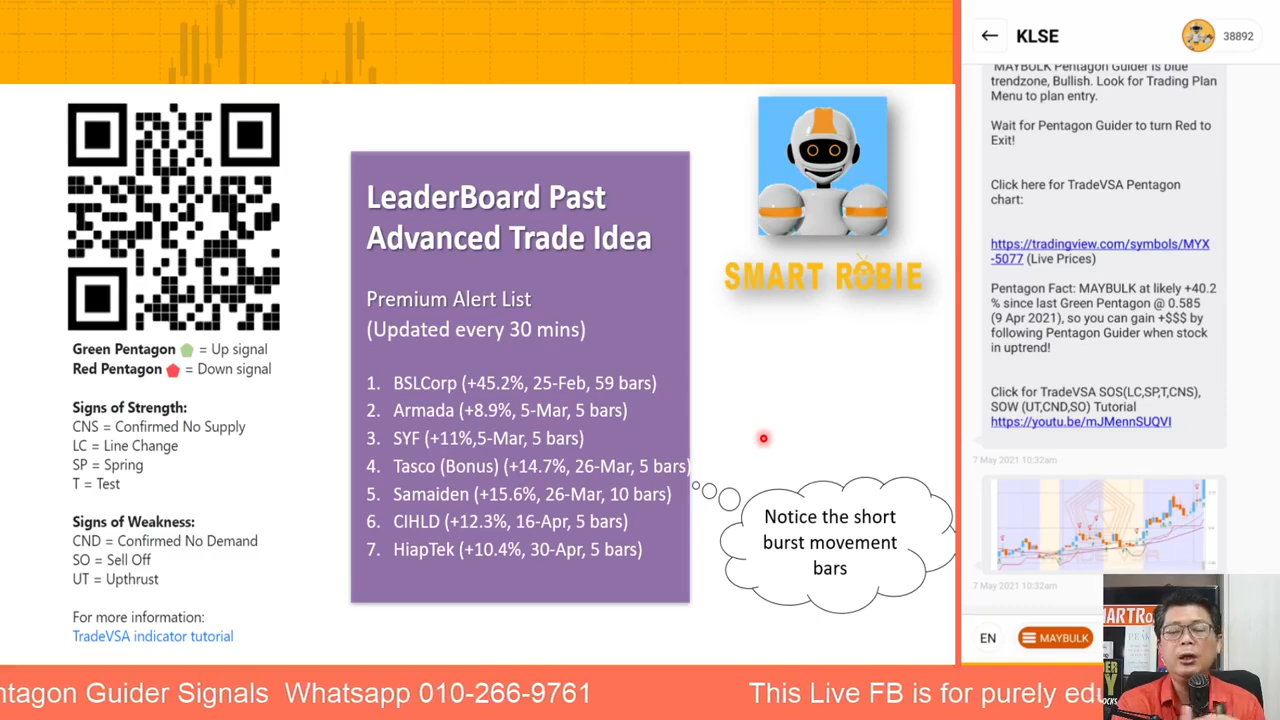 Green Pentagon = Up signal
Red Pentagon = Down signal
Signs of Strength:
CNS = Confirmed No Supply
LC = Line Change
SP = Spring
T = Test
Signs of Weakness:
CND = Confirmed No Demand
SO = Sell Off
UT = Upthrust
For more information:
TradeVSA indicator tutorial
LeaderBoard Past
Advanced Trade Idea
Premium Alert List
(Updated every 30 mins)
1. BSLCorp (+45.2%, 25-Feb, 59 bars)
2. Armada (+8.9%, 5-Mar, 5 bars)
3. SYF (+11%,5-Mar, 5 bars)
4. Tasco (Bonus) (+14.7%, 26-Mar, 5 bars)
5. Samaiden (+15.6%, 26-Mar, 10 bars)
6. CIHLD (+12.3%, 16-Apr, 5 bars)
7. HiapTek (+10.4%, 30-Apr, 5 bars)
SMART ROBIE
Notice the short
burst movement
bars
KLSE
38892
MAYBULK Pentagon Guider is blue
trendzone, Bullish. Look for Trading Plan
Menu to plan entry.
Wait for Pentagon Guider to turn Red to
Exit!
Click here for TradeVSA Pentagon
chart:
https://tradingview.com/symbols/MYX
-5077 (Live Prices)
Pentagon Fact: MAYBULK at likely +40.2
% since last Green Pentagon @ 0.585
(9 Apr 2021), so you can gain +$$$ by
following Pentagon Guider when stock
in uptrend!
Click for TradeVSA SOS(LC,SP,T,CNS),
SOW (UT,CND,SO) Tutorial
https://youtu.be/mJMennSUQVI
7 May 2021 10:32am
7 May 2021 10:32am
EN
MAYBULK
ntagon Guider Signals Whatsapp 010-266-9761
This Live FB is for purely edu